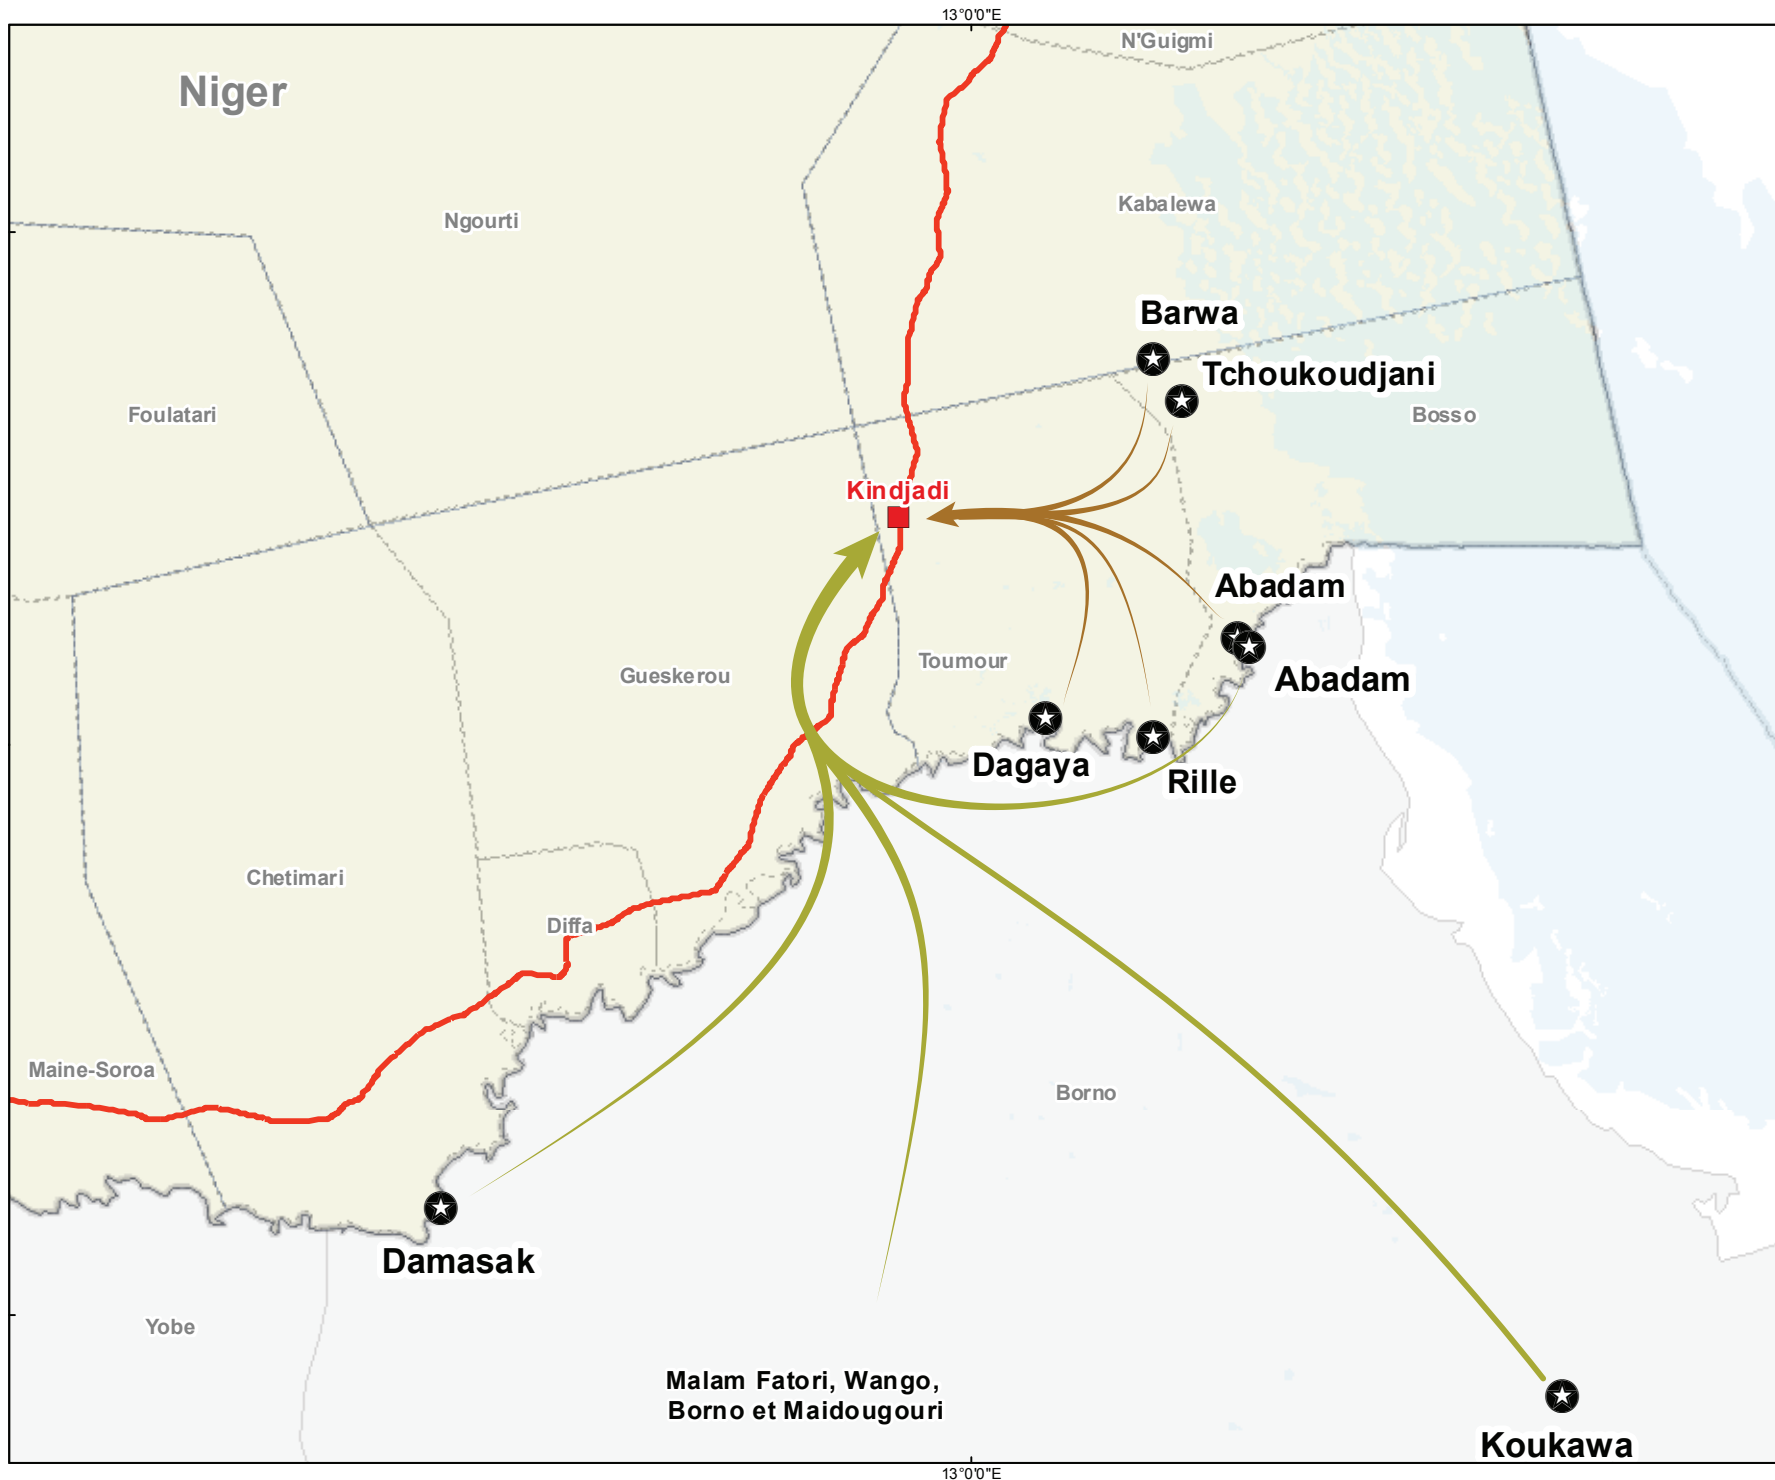 13°0'0"E
N'Guigmi
Niger
Kabalewa
Ngourti
Barwa
Tchoukoudjani
Foulatari
Bosso
Kindjadi
Abadam
Toumour
Gueskerou
Abadam
Dagaya
Rille
Chetimari
Diffa
Maine-Soroa
Borno
Damasak
Yobe
Malam Fatori, Wango,
Borno et Maidougouri
Koukawa
13°0'0"E